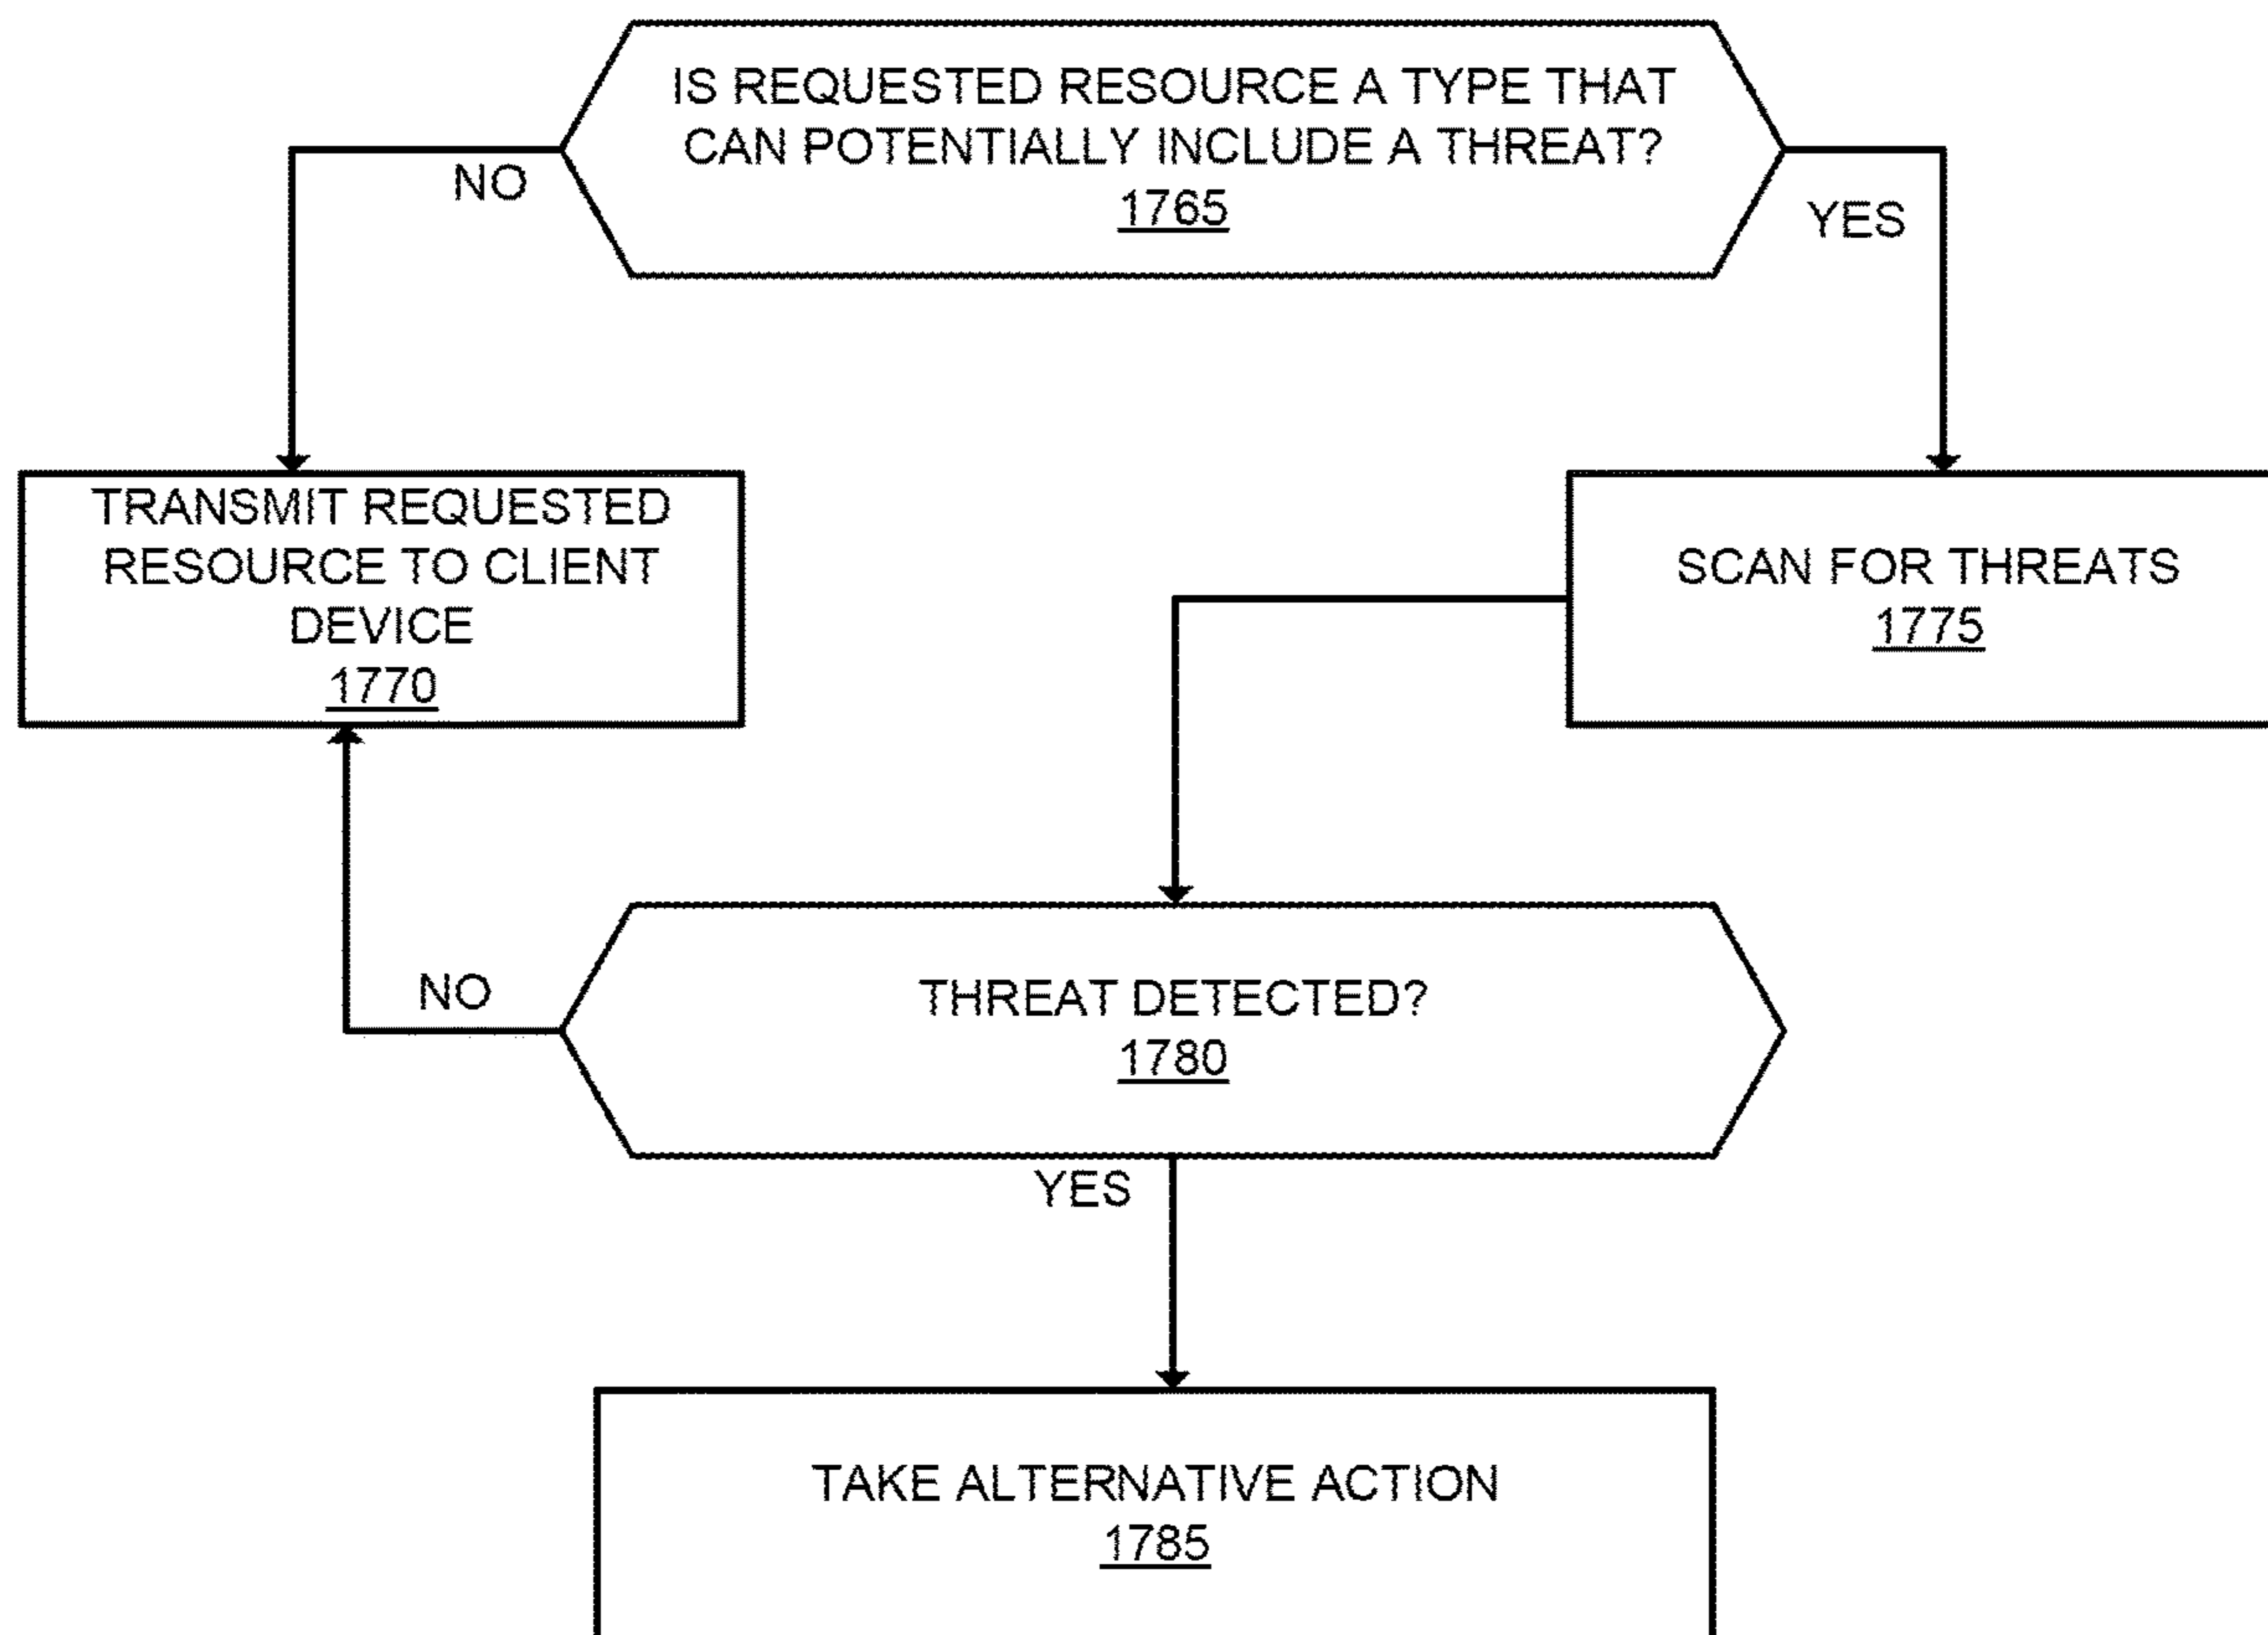 IS REQUESTED RESOURCE A TYPE THAT
CAN POTENTIALLY INCLUDE A THREAT?
1765
NO
YES
TRANSMIT REQUESTED
RESOURCE TO CLIENT
DEVICE
1770
SCAN FOR THREATS
1775
NO
THREAT DETECTED?
1780
YES
TAKE ALTERNATIVE ACTION
1785